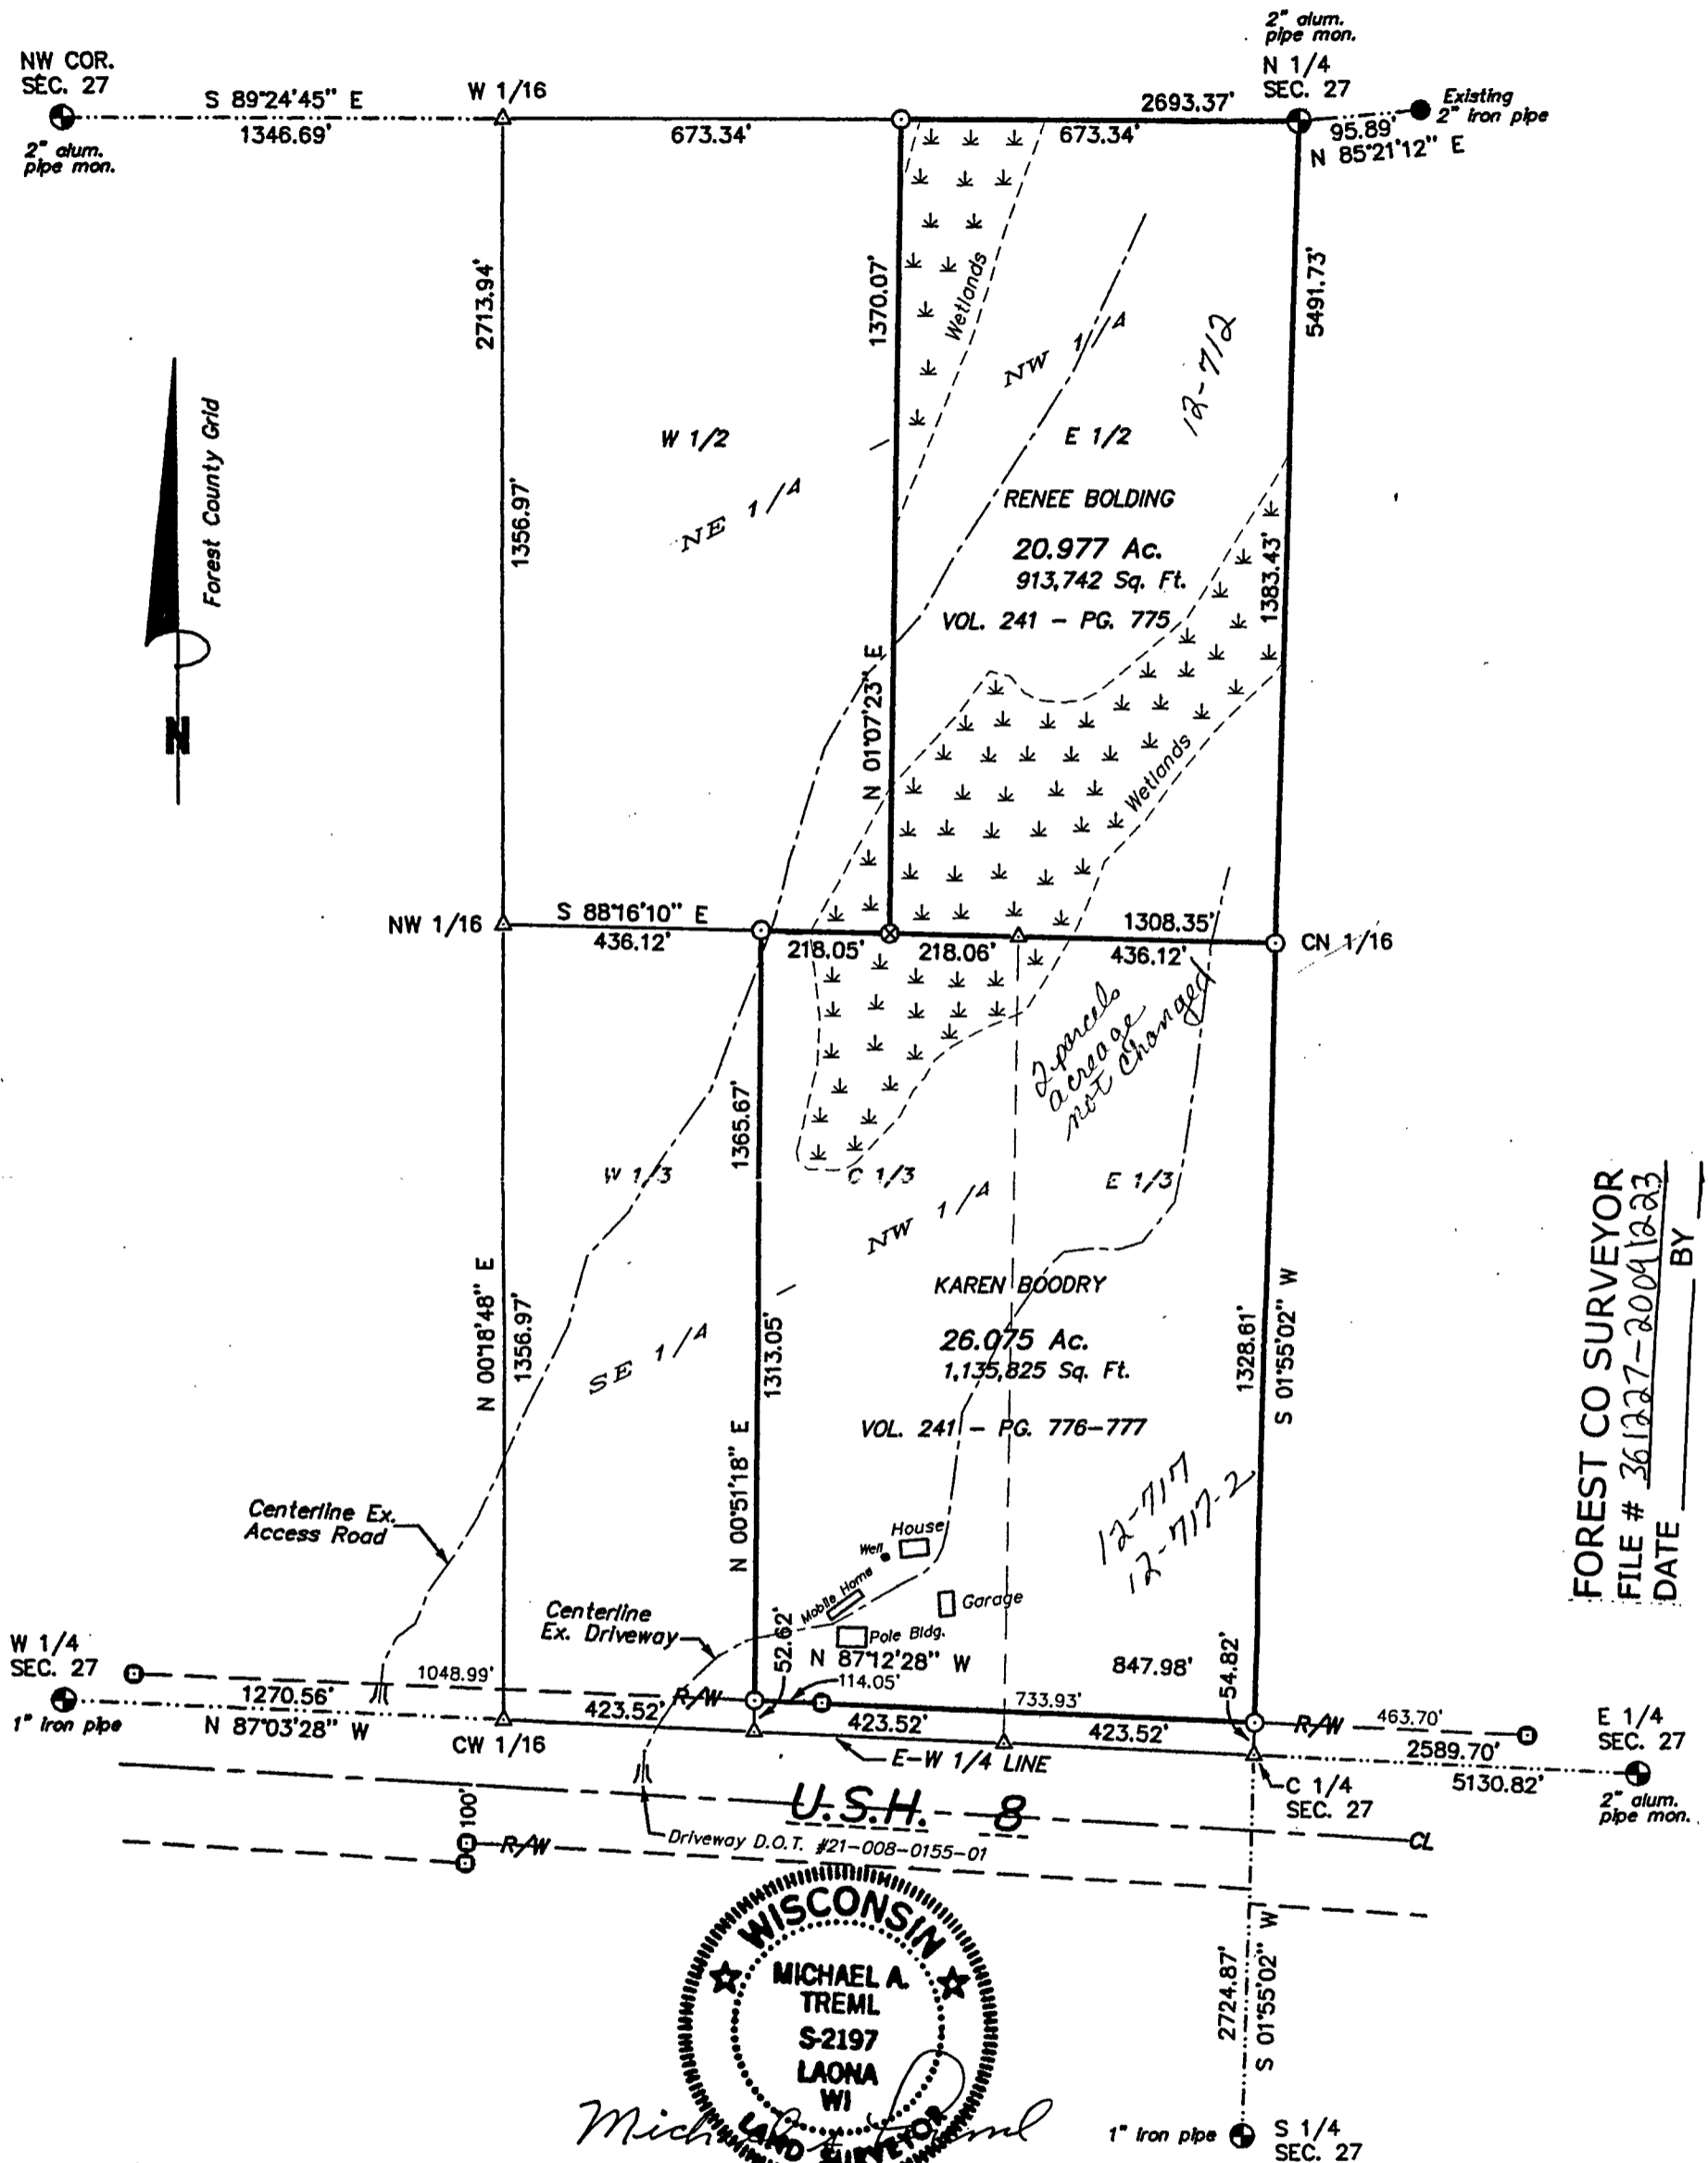 2" alum.
pipe mon.
N 1/4
SEC. 27
NW COR.
SEC. 27
S 89°24'45" E
W 1/16
2693.37'
Existing
2" iron pipe
1346.69'
673.34'
673.34'
95.89'
N 85°21'12" E
2" alum.
pipe mon.
2713.94'
1370.07'
Wetlands
5491.73'
NW 1/4
12-712
Forest County Grid
N
W 1/2
E 1/2
NE 1/4
1356.97'
RENEE BOLDING
20.977 Ac.
913,742 Sq. Ft.
VOL. 241 - PG. 775
1383.43'
N 01°07'23" E
Wetlands
NW 1/16
S 88°16'10" E
436.12'
218.05'
218.06'
1308.35'
436.12'
CN 1/16
2 parcels
acreage
not changed
1365.67'
W 1/3
C 1/3
E 1/3
NW 1/4
KAREN BOODRY
26.075 Ac.
1,135,825 Sq. Ft.
VOL. 241 - PG. 776-777
N 00°18'48" E
1356.97'
SE 1/4
1313.05'
N 00°51'18" E
1328.61'
S 01°55'02" W
12-717
12-717-2
FOREST CO SURVEYOR
FILE # 361227-20091223
DATE BY
Centerline Ex.
Access Road
House
Well
Mobile Home
Garage
Centerline
Ex. Driveway
Pole Bldg.
52.62'
N 87°12'28" W
114.05'
847.98'
54.82'
W 1/4
SEC. 27
1048.99'
1270.56'
R/W
733.93'
R/W
463.70'
E 1/4
SEC. 27
1" iron pipe
N 87°03'28" W
423.52'
423.52'
423.52'
2589.70'
CW 1/16
E-W 1/4 LINE
C 1/4
SEC. 27
5130.82'
2" alum.
pipe mon.
U.S.H. 8
100'
R/W
Driveway D.O.T. #21-008-0155-01
CL
WISCONSIN
MICHAEL A.
TREML
S-2197
LAONA
WI
LAND SURVEYOR
Michael A Treml
2724.87'
S 01°55'02" W
1" iron pipe
S 1/4
SEC. 27